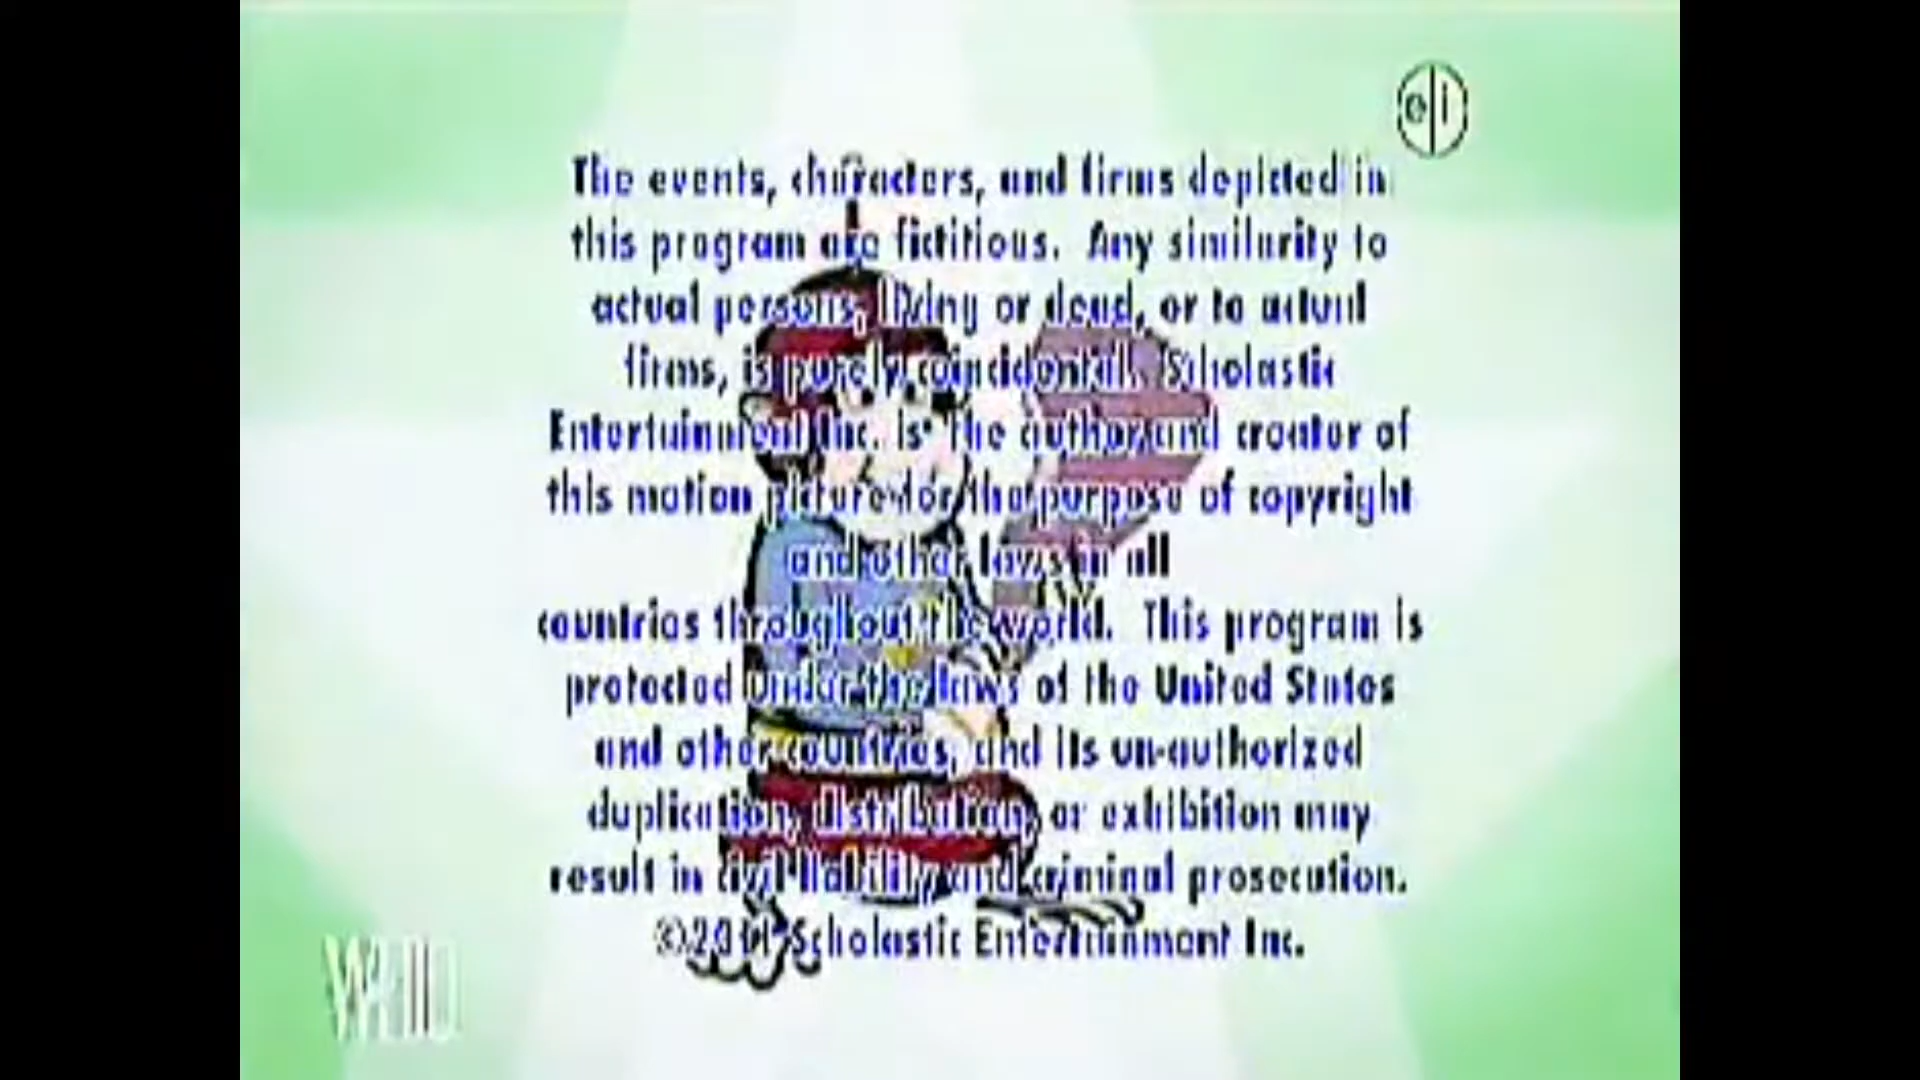 e|i
The events, characters, and firms depicted in
this program are fictitious.  Any similarity to
actual persons, living or dead, or to actual
firms, is purely coincidental.  Scholastic
Entertainment Inc. is the author and creator of
this motion picture for the purpose of copyright
and other laws in all
countries throughout the world.  This program is
protected under the laws of the United States
and other countries, and its un-authorized
duplication, distribution, or exhibition may
result in civil liability and criminal prosecution.
Scholastic Entertainment Inc.